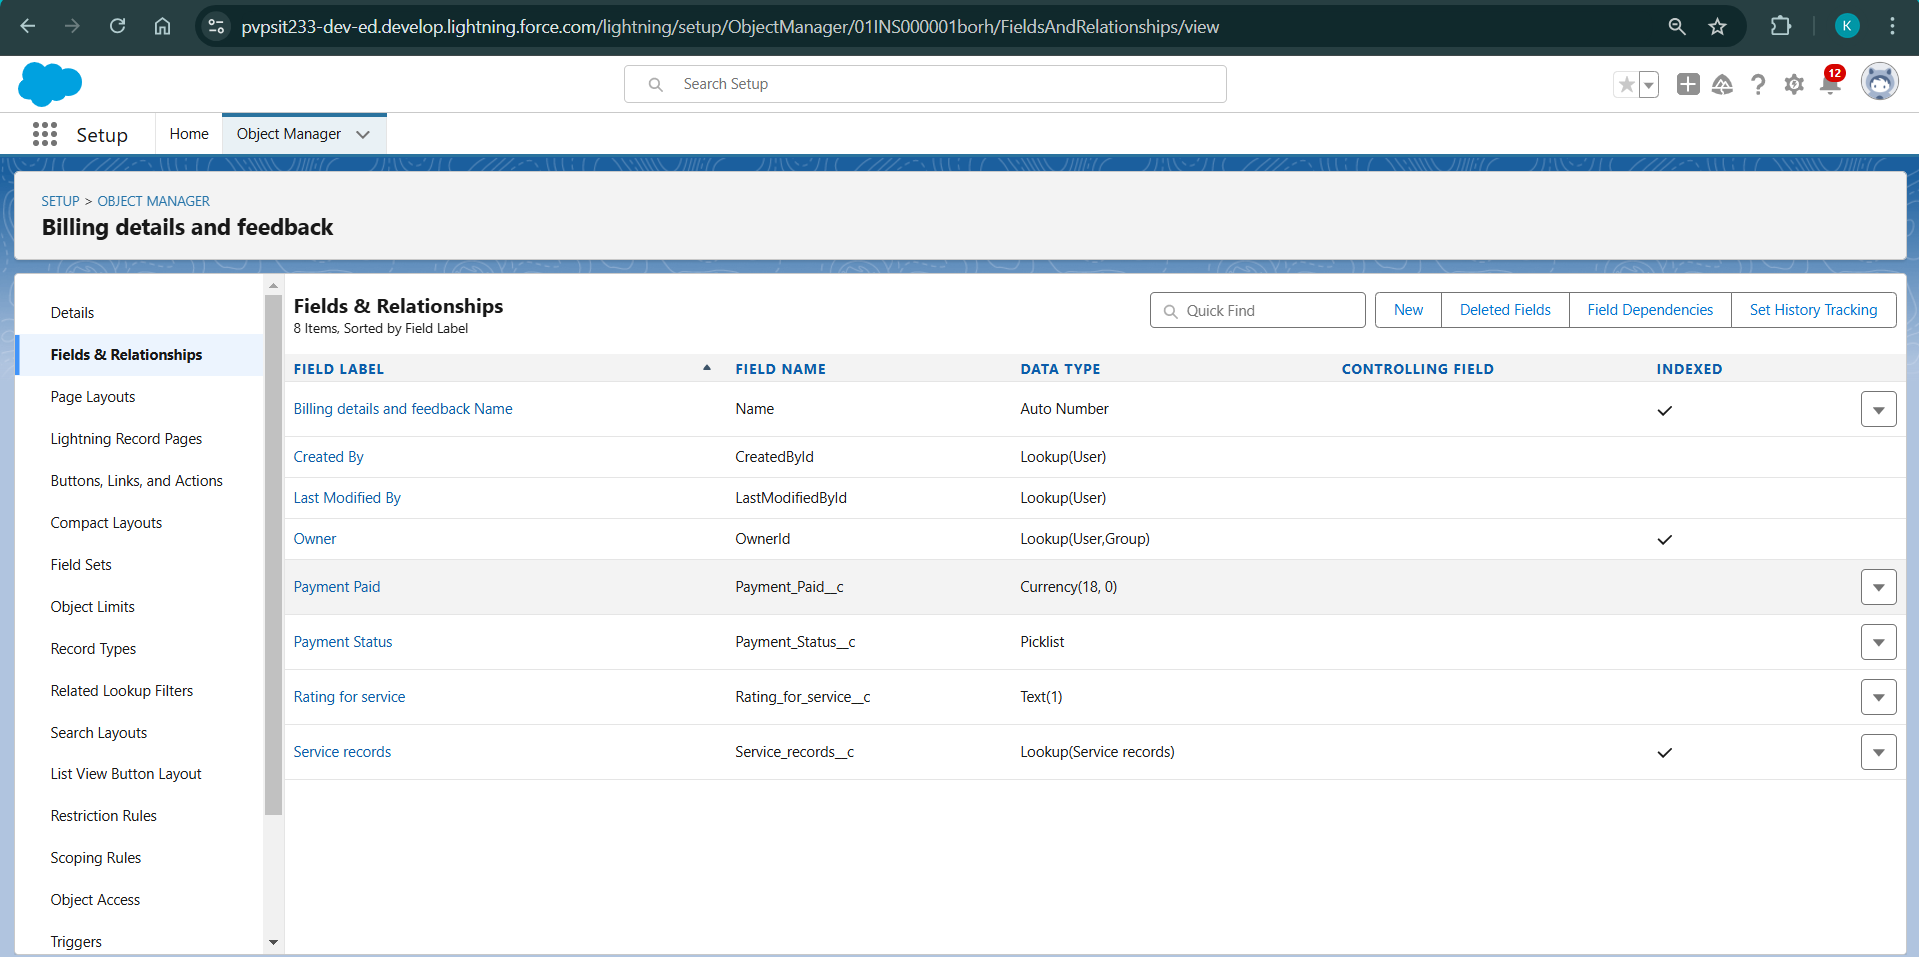 pvpsit233-dev-ed.develop.lightning.force.com/lightning/setup/ObjectManager/01INS000001borh/FieldsAndRelationships/view
K
Search Setup
12
Setup
Home
Object Manager
SETUP > OBJECT MANAGER
Billing details and feedback
Details
Fields & Relationships
Page Layouts
Lightning Record Pages
Buttons, Links, and Actions
Compact Layouts
Field Sets
Object Limits
Record Types
Related Lookup Filters
Search Layouts
List View Button Layout
Restriction Rules
Scoping Rules
Object Access
Triggers
Fields & Relationships
8 Items, Sorted by Field Label
Quick Find
New
Deleted Fields
Field Dependencies
Set History Tracking
FIELD LABEL FIELD NAME DATA TYPE CONTROLLING FIELD INDEXED
Billing details and feedback Name Name Auto Number
Created By CreatedById Lookup(User)
Last Modified By LastModifiedById Lookup(User)
Owner OwnerId Lookup(User,Group)
Payment Paid Payment_Paid__c Currency(18, 0)
Payment Status Payment_Status__c Picklist
Rating for service Rating_for_service__c Text(1)
Service records Service_records__c Lookup(Service records)